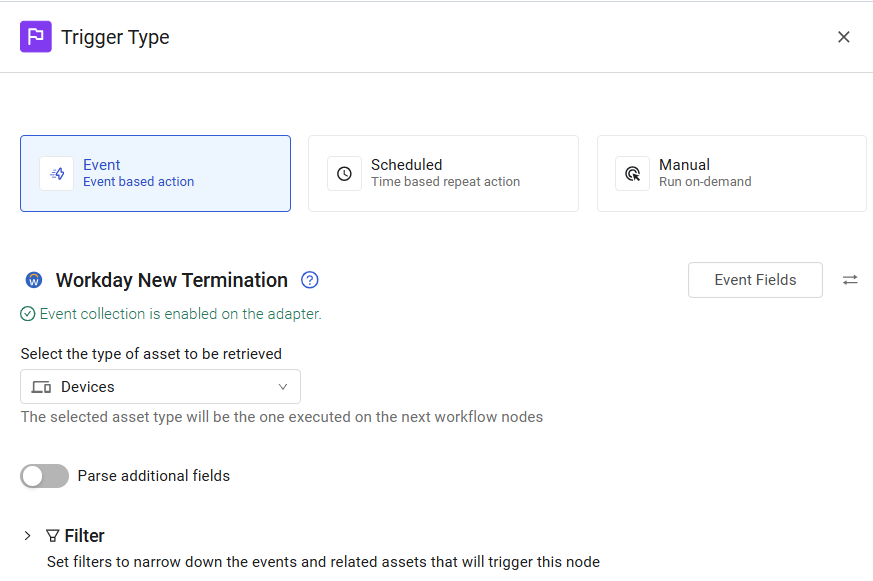 Trigger Type
Event
Event based action
Scheduled
Time based repeat action
Manual
Run on-demand
W
Workday New Termination ?
Event Fields
Event collection is enabled on the adapter.
Select the type of asset to be retrieved
Devices
The selected asset type will be the one executed on the next workflow nodes
Parse additional fields
Filter
Set filters to narrow down the events and related assets that will trigger this node